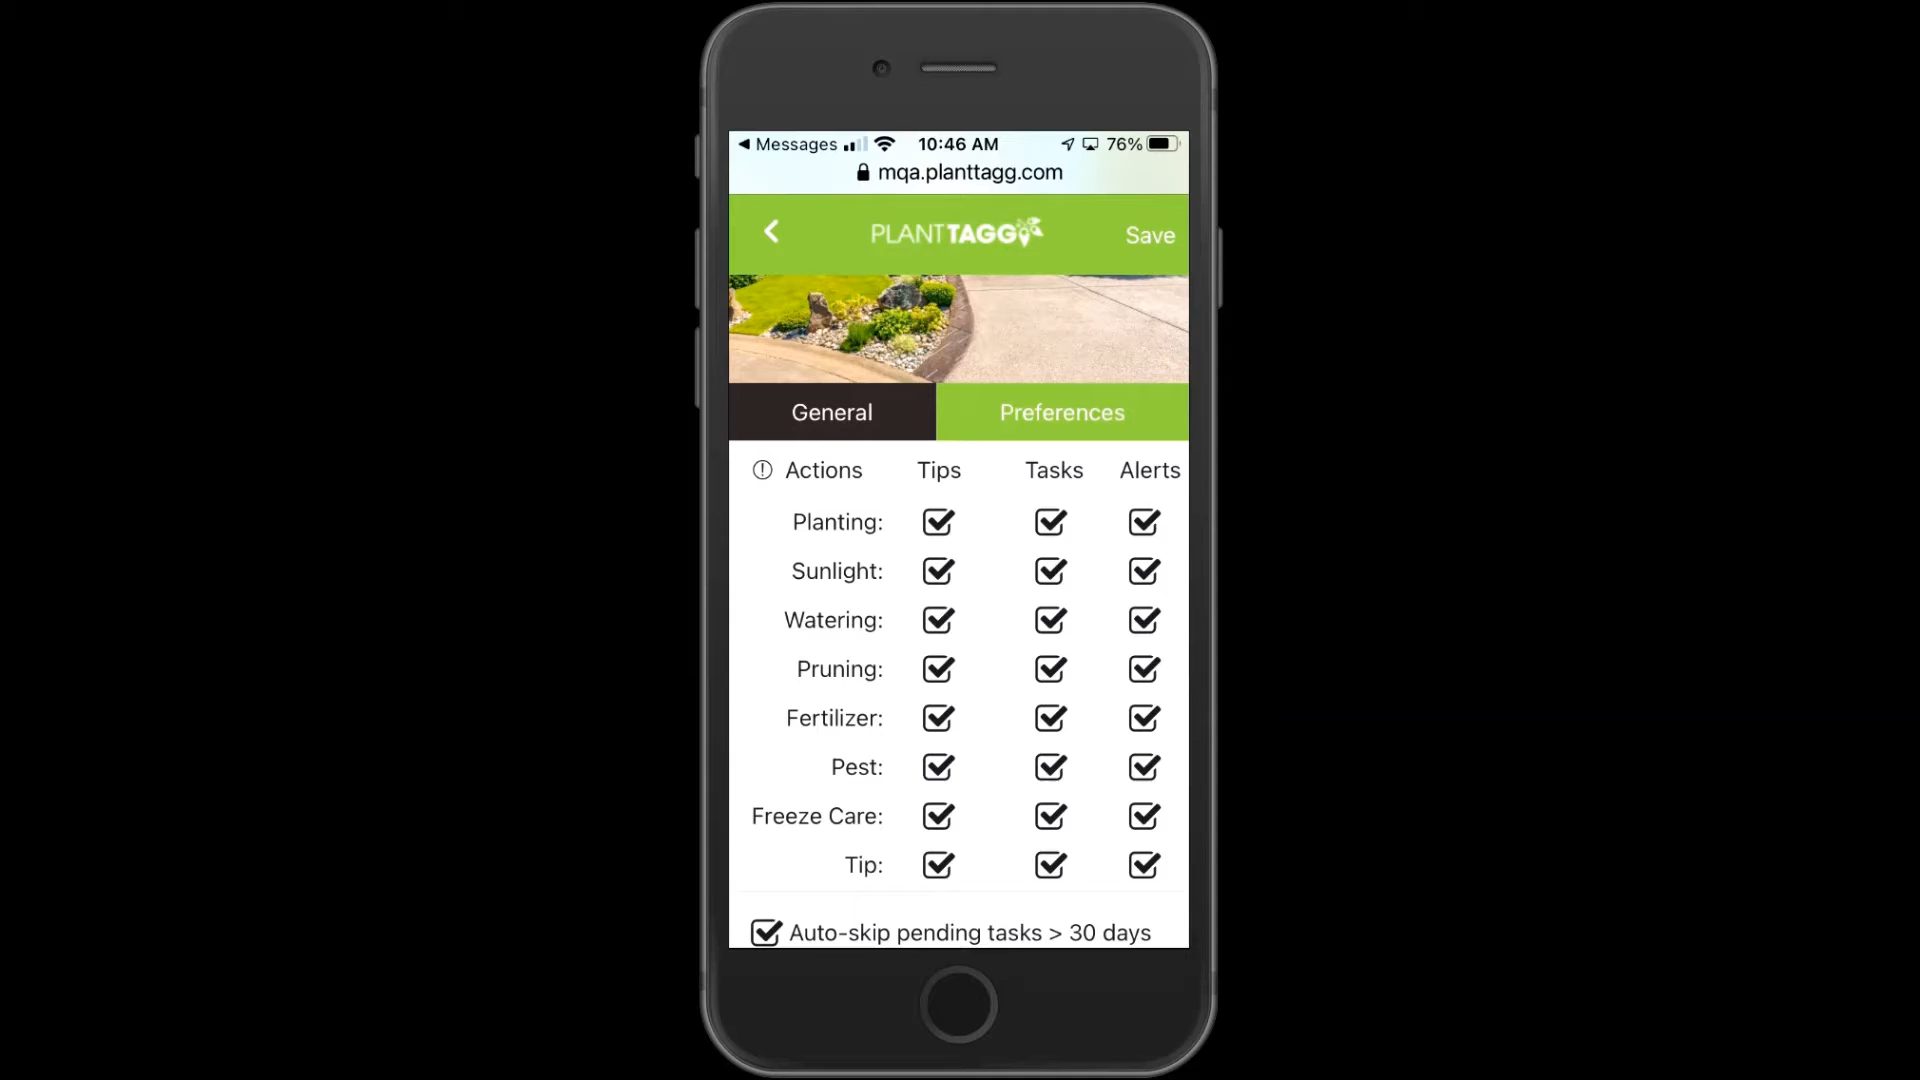 Messages 10:46 AM 76%
mqa.planttagg.com
PLANTTAGG Save
General Preferences
Actions Tips Tasks Alerts
Planting:
Sunlight:
Watering:
Pruning:
Fertilizer:
Pest:
Freeze Care:
Tip:
Auto-skip pending tasks > 30 days